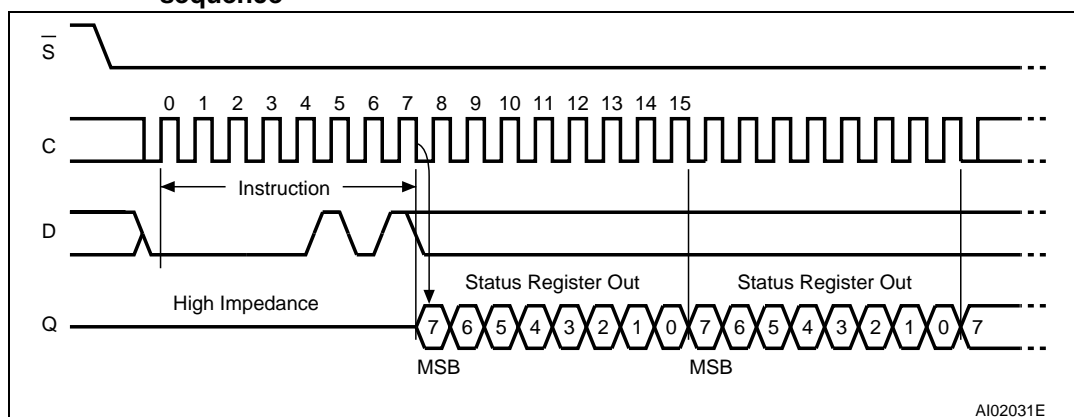 sequence
S
0 1 2 3 4 5 6 7 8 9 10 11 12 13 14 15
C
Instruction
D
Status Register Out Status Register Out
High Impedance
Q 7 6 5 4 3 2 1 0 7 6 5 4 3 2 1 0 7
MSB MSB
AI02031E